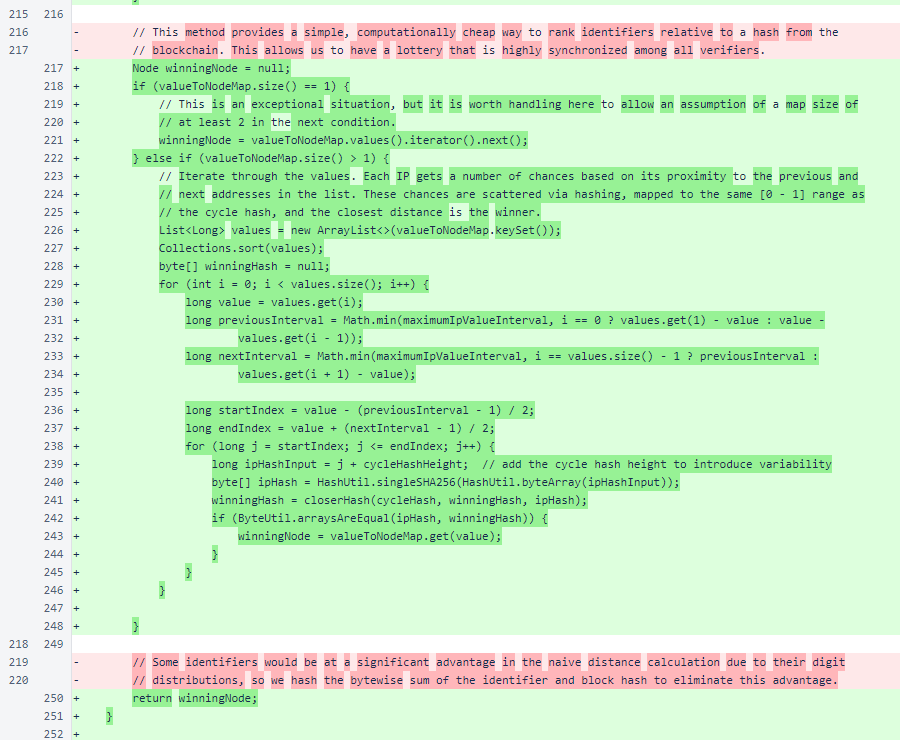 }
215 216
216 - // This method provides a simple, computationally cheap way to rank identifiers relative to a hash from the
217 - // blockchain. This allows us to have a lottery that is highly synchronized among all verifiers.
217 + Node winningNode = null;
218 + if (valueToNodeMap.size() == 1) {
219 + // This is an exceptional situation, but it is worth handling here to allow an assumption of a map size of
220 + // at least 2 in the next condition.
221 + winningNode = valueToNodeMap.values().iterator().next();
222 + } else if (valueToNodeMap.size() > 1) {
223 + // Iterate through the values. Each IP gets a number of chances based on its proximity to the previous and
224 + // next addresses in the list. These chances are scattered via hashing, mapped to the same [0 - 1] range as
225 + // the cycle hash, and the closest distance is the winner.
226 + List<Long> values = new ArrayList<>(valueToNodeMap.keySet());
227 + Collections.sort(values);
228 + byte[] winningHash = null;
229 + for (int i = 0; i < values.size(); i++) {
230 + long value = values.get(i);
231 + long previousInterval = Math.min(maximumIpValueInterval, i == 0 ? values.get(1) - value : value -
232 + values.get(i - 1));
233 + long nextInterval = Math.min(maximumIpValueInterval, i == values.size() - 1 ? previousInterval :
234 + values.get(i + 1) - value);
235 +
236 + long startIndex = value - (previousInterval - 1) / 2;
237 + long endIndex = value + (nextInterval - 1) / 2;
238 + for (long j = startIndex; j <= endIndex; j++) {
239 + long ipHashInput = j + cycleHashHeight; // add the cycle hash height to introduce variability
240 + byte[] ipHash = HashUtil.singleSHA256(HashUtil.byteArray(ipHashInput));
241 + winningHash = closerHash(cycleHash, winningHash, ipHash);
242 + if (ByteUtil.arraysAreEqual(ipHash, winningHash)) {
243 + winningNode = valueToNodeMap.get(value);
244 + }
245 + }
246 + }
247 +
248 + }
218 249
219 - // Some identifiers would be at a significant advantage in the naive distance calculation due to their digit
220 - // distributions, so we hash the bytewise sum of the identifier and block hash to eliminate this advantage.
250 + return winningNode;
251 + }
252 +